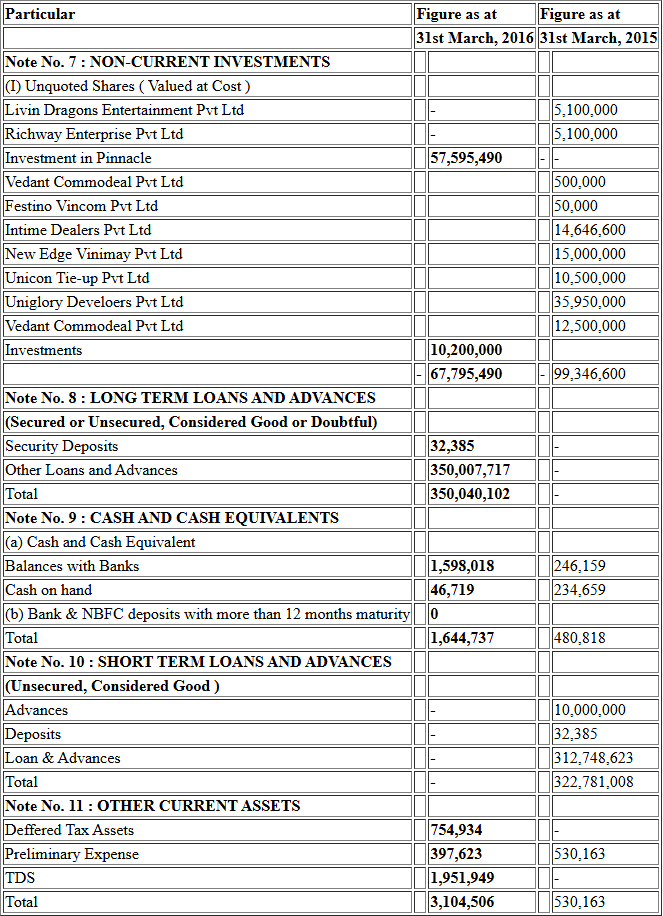 Particular Figure as at Figure as at
31st March, 2016 31st March, 2015
Note No. 7 : NON-CURRENT INVESTMENTS
(I) Unquoted Shares ( Valued at Cost )
Livin Dragons Entertainment Pvt Ltd - 5,100,000
Richway Enterprise Pvt Ltd - 5,100,000
Investment in Pinnacle 57,595,490 - -
Vedant Commodeal Pvt Ltd 500,000
Festino Vincom Pvt Ltd 50,000
Intime Dealers Pvt Ltd 14,646,600
New Edge Vinimay Pvt Ltd 15,000,000
Unicon Tie-up Pvt Ltd 10,500,000
Uniglory Develoers Pvt Ltd 35,950,000
Vedant Commodeal Pvt Ltd 12,500,000
Investments 10,200,000
- 67,795,490 - 99,346,600
Note No. 8 : LONG TERM LOANS AND ADVANCES
(Secured or Unsecured, Considered Good or Doubtful)
Security Deposits 32,385 -
Other Loans and Advances 350,007,717 -
Total 350,040,102 -
Note No. 9 : CASH AND CASH EQUIVALENTS
(a) Cash and Cash Equivalent
Balances with Banks 1,598,018 246,159
Cash on hand 46,719 234,659
(b) Bank & NBFC deposits with more than 12 months maturity 0
Total 1,644,737 480,818
Note No. 10 : SHORT TERM LOANS AND ADVANCES
(Unsecured, Considered Good )
Advances - 10,000,000
Deposits - 32,385
Loan & Advances - 312,748,623
Total - 322,781,008
Note No. 11 : OTHER CURRENT ASSETS
Deffered Tax Assets 754,934 -
Preliminary Expense 397,623 530,163
TDS 1,951,949 -
Total 3,104,506 530,163